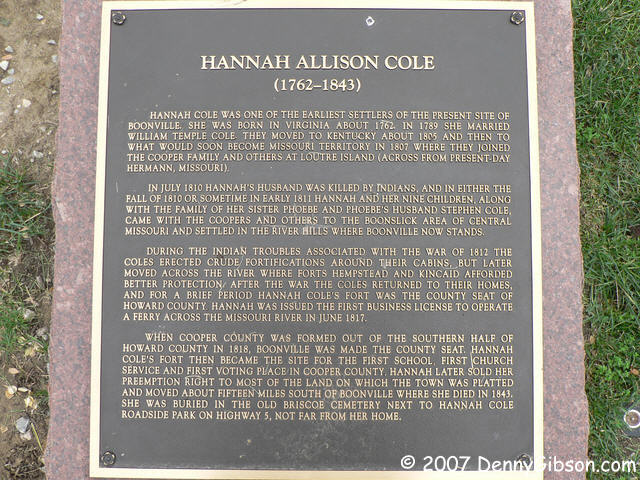 HANNAH ALLISON COLE
(1762–1843)
HANNAH COLE WAS ONE OF THE EARLIEST SETTLERS OF THE PRESENT SITE OF
BOONVILLE. SHE WAS BORN IN VIRGINIA ABOUT 1762. IN 1789 SHE MARRIED
WILLIAM TEMPLE COLE. THEY MOVED TO KENTUCKY ABOUT 1805 AND THEN TO
WHAT WOULD SOON BECOME MISSOURI TERRITORY IN 1807 WHERE THEY JOINED
THE COOPER FAMILY AND OTHERS AT LOUTRE ISLAND (ACROSS FROM PRESENT-DAY
HERMANN, MISSOURI).
IN JULY 1810 HANNAH'S HUSBAND WAS KILLED BY INDIANS, AND IN EITHER THE
FALL OF 1810 OR SOMETIME IN EARLY 1811 HANNAH AND HER NINE CHILDREN, ALONG
WITH THE FAMILY OF HER SISTER PHOEBE AND PHOEBE'S HUSBAND STEPHEN COLE,
CAME WITH THE COOPERS AND OTHERS TO THE BOONSLICK AREA OF CENTRAL
MISSOURI AND SETTLED IN THE RIVER HILLS WHERE BOONVILLE NOW STANDS.
DURING THE INDIAN TROUBLES ASSOCIATED WITH THE WAR OF 1812 THE
COLES ERECTED CRUDE FORTIFICATIONS AROUND THEIR CABINS, BUT LATER
MOVED ACROSS THE RIVER WHERE FORTS HEMPSTEAD AND KINCAID AFFORDED
BETTER PROTECTION. AFTER THE WAR THE COLES RETURNED TO THEIR HOMES,
AND FOR A BRIEF PERIOD HANNAH COLE'S FORT WAS THE COUNTY SEAT OF
HOWARD COUNTY. HANNAH WAS ISSUED THE FIRST BUSINESS LICENSE TO OPERATE
A FERRY ACROSS THE MISSOURI RIVER IN JUNE 1817.
WHEN COOPER COUNTY WAS FORMED OUT OF THE SOUTHERN HALF OF
HOWARD COUNTY IN 1818, BOONVILLE WAS MADE THE COUNTY SEAT. HANNAH
COLE'S FORT THEN BECAME THE SITE FOR THE FIRST SCHOOL, FIRST CHURCH
SERVICE AND FIRST VOTING PLACE IN COOPER COUNTY. HANNAH LATER SOLD HER
PREEMPTION RIGHT TO MOST OF THE LAND ON WHICH THE TOWN WAS PLATTED
AND MOVED ABOUT FIFTEEN MILES SOUTH OF BOONVILLE WHERE SHE DIED IN 1843.
SHE WAS BURIED IN THE OLD BRISCOE CEMETERY NEXT TO HANNAH COLE
ROADSIDE PARK ON HIGHWAY 5, NOT FAR FROM HER HOME.
© 2007 DennyGibson.com